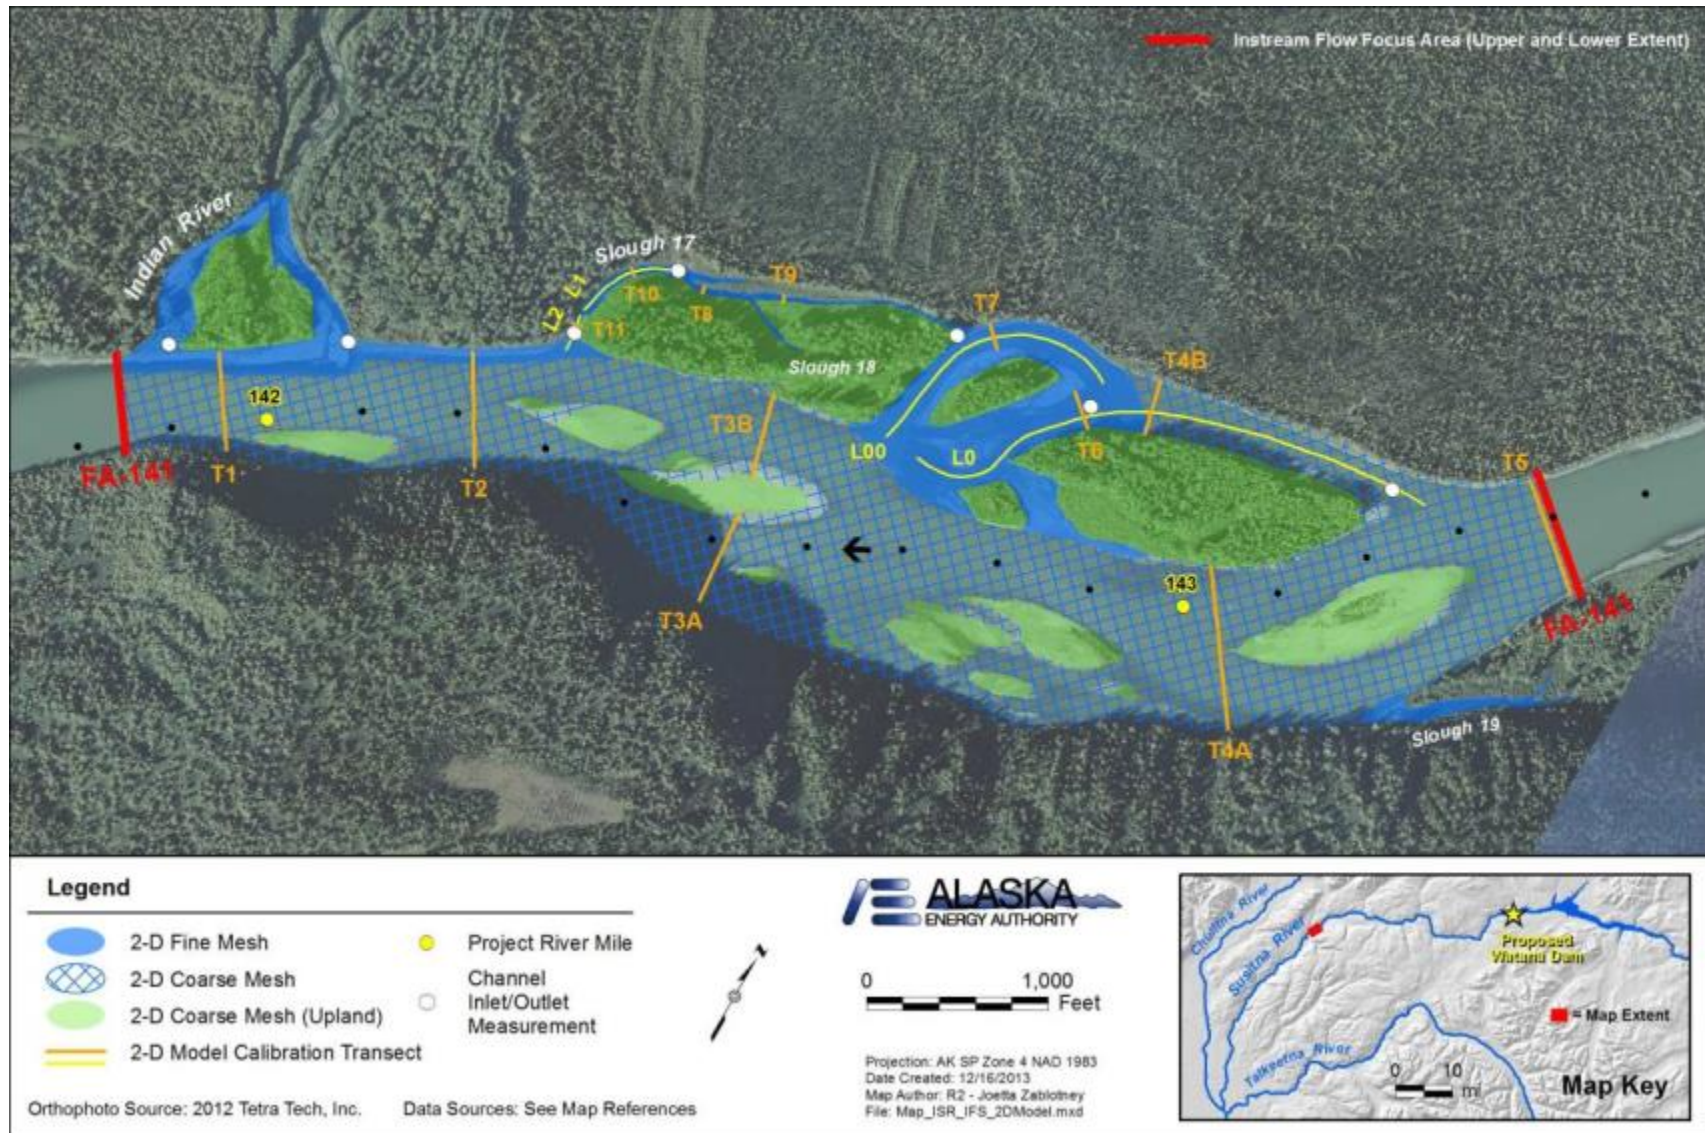 Instream Flow Focus Area (Upper and Lower Extent)
Indian River
Slough 17
L1
L2
T10
T11
T8
T9
T7
T4B
Slough 18
142
T3B
L00
L0
T6
T5
FA-141
T1
T2
T3A
143
FA-141
Slough 19
T4A
Legend
2-D Fine Mesh
2-D Coarse Mesh
2-D Coarse Mesh (Upland)
2-D Model Calibration Transect
Project River Mile
Channel
Inlet/Outlet
Measurement
Orthophoto Source: 2012 Tetra Tech, Inc.
Data Sources: See Map References
N
ALASKA
ENERGY AUTHORITY
0 1,000
Feet
Projection: AK SP Zone 4 NAD 1983
Date Created: 12/16/2013
Map Author: R2 - Joetta Zablotney
File: Map_ISR_IFS_2DModel.mxd
Chulitna River
Susitna River
Proposed
Watana Dam
= Map Extent
Talkeetna River
0 10
mi
Map Key